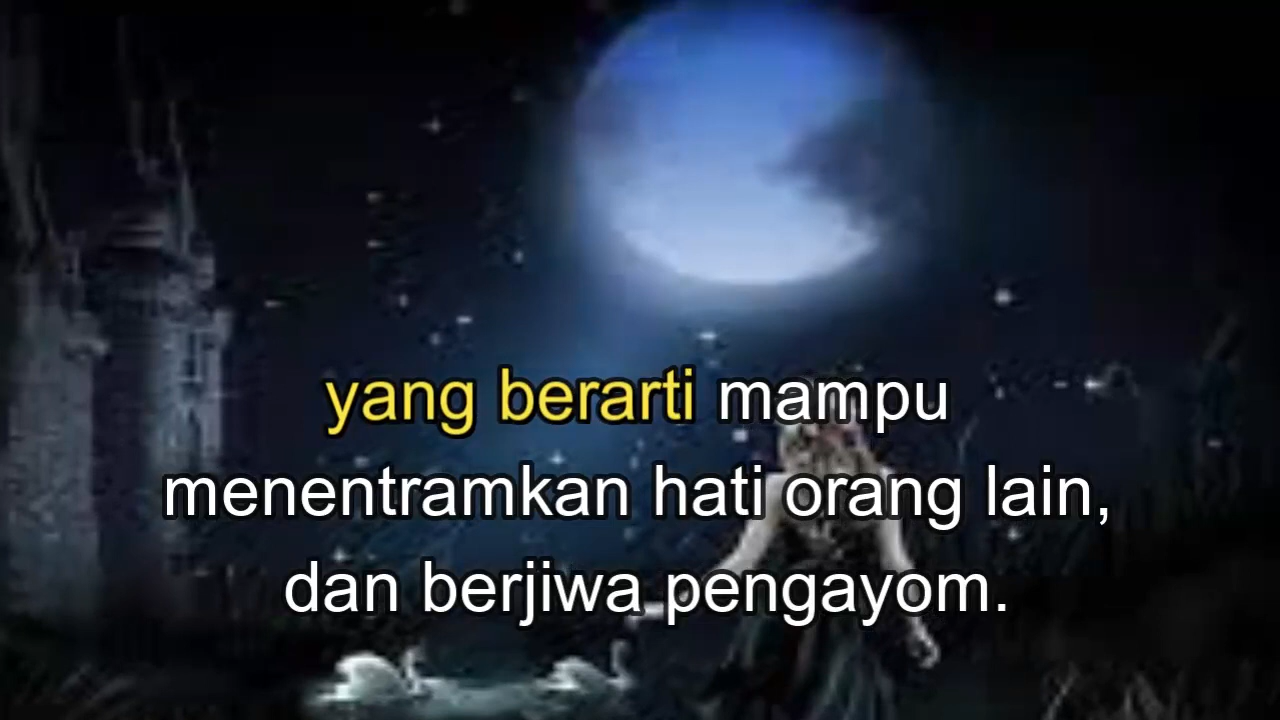 yang berarti mampu
menentramkan hati orang lain,
dan berjiwa pengayom.